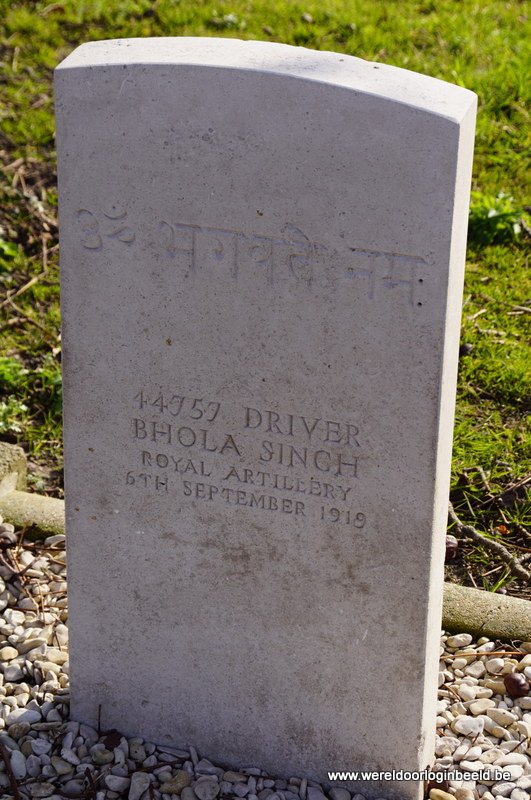 ॐ भगवते नमः
44757 DRIVER
BHOLA SINGH
ROYAL ARTILLERY
6TH SEPTEMBER 1919
www.wereldoorloginbeeld.be